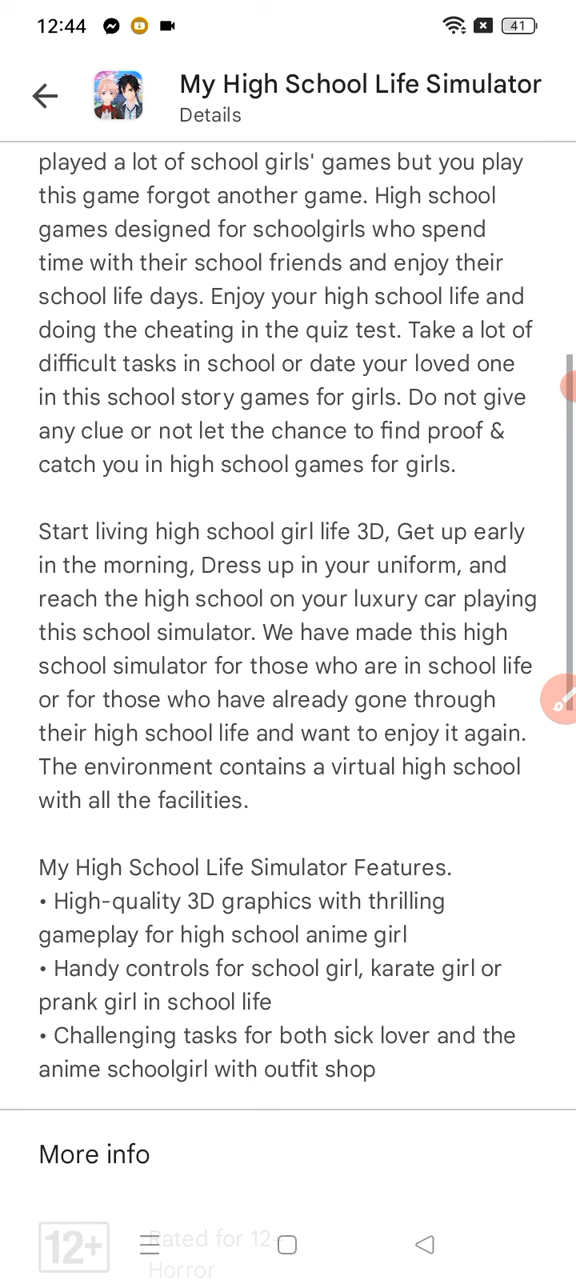 12:44
41
My High School Life Simulator
Details
played a lot of school girls' games but you play
this game forgot another game. High school
games designed for schoolgirls who spend
time with their school friends and enjoy their
school life days. Enjoy your high school life and
doing the cheating in the quiz test. Take a lot of
difficult tasks in school or date your loved one
in this school story games for girls. Do not give
any clue or not let the chance to find proof &
catch you in high school games for girls.
Start living high school girl life 3D, Get up early
in the morning, Dress up in your uniform, and
reach the high school on your luxury car playing
this school simulator. We have made this high
school simulator for those who are in school life
or for those who have already gone through
their high school life and want to enjoy it again.
The environment contains a virtual high school
with all the facilities.
My High School Life Simulator Features.
• High-quality 3D graphics with thrilling
gameplay for high school anime girl
• Handy controls for school girl, karate girl or
prank girl in school life
• Challenging tasks for both sick lover and the
anime schoolgirl with outfit shop
More info
12+
Rated for 12+
Horror